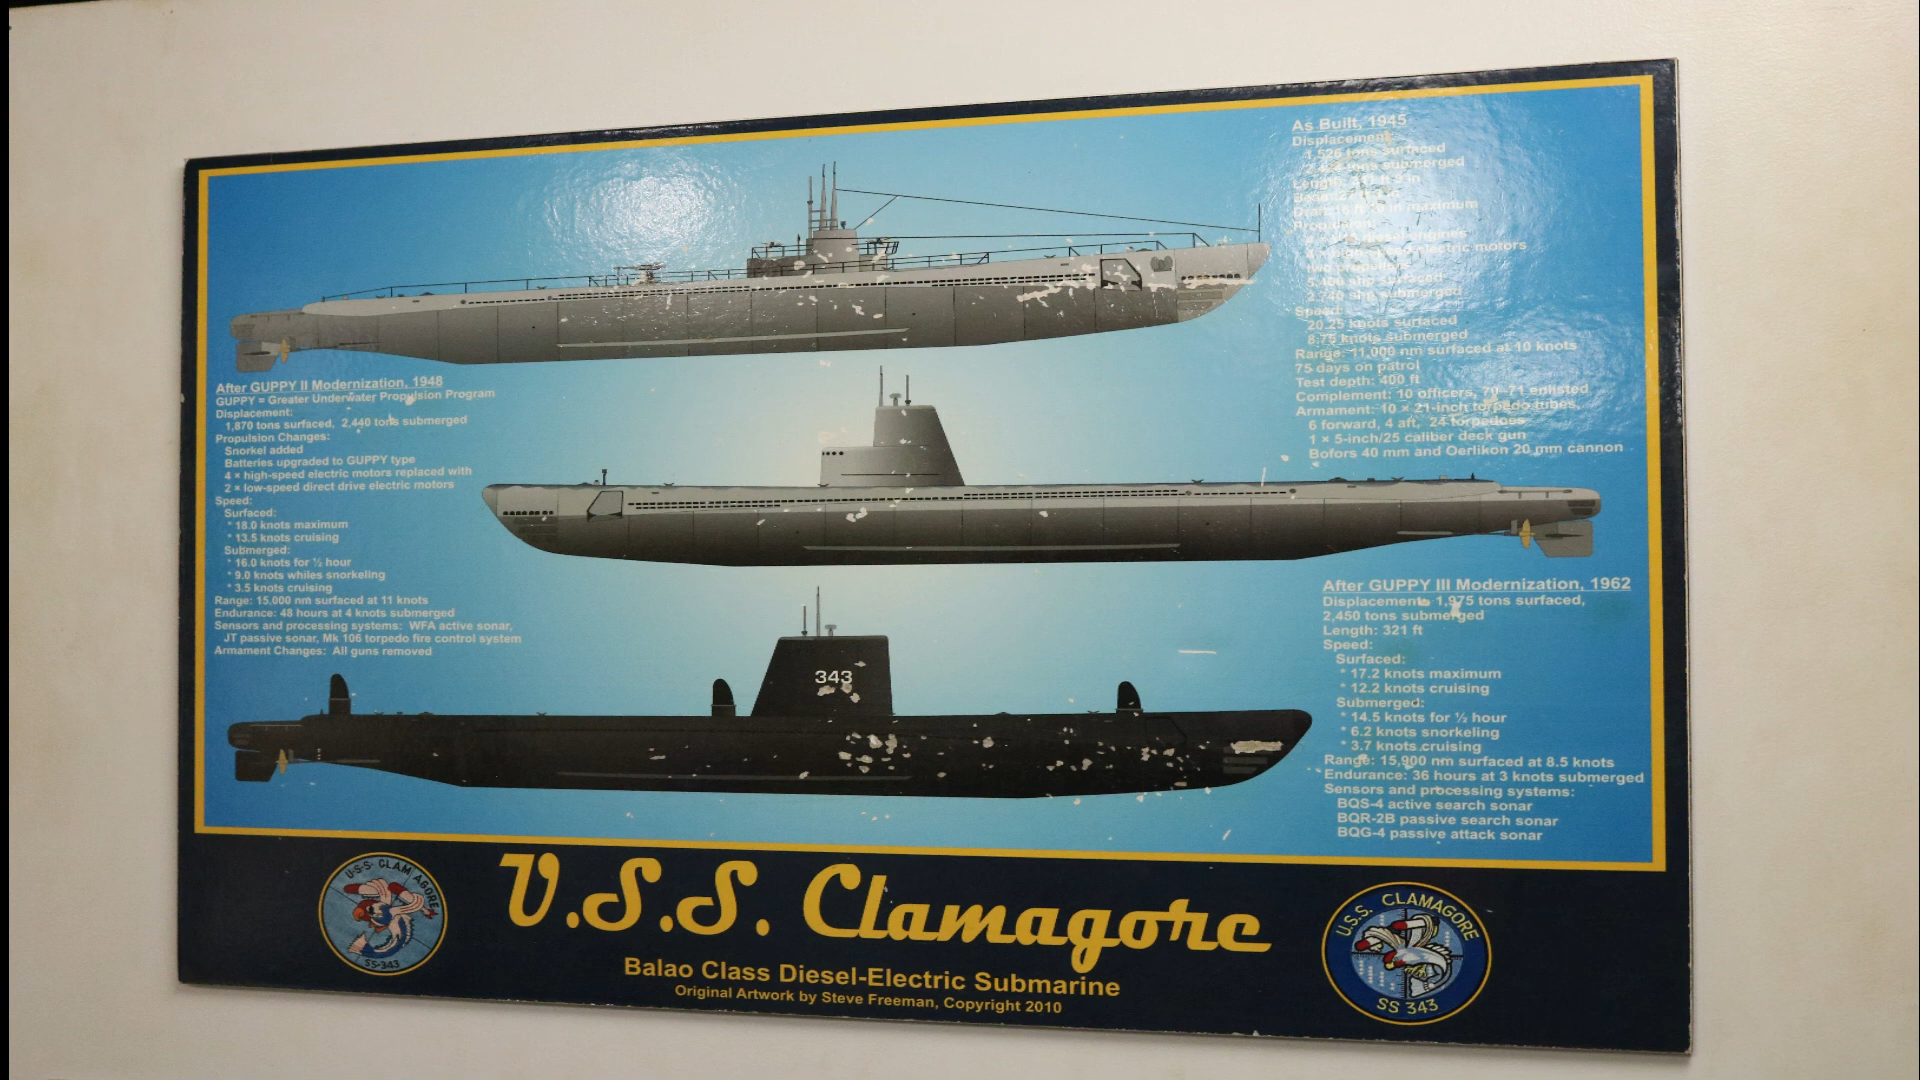 As Built, 1945
Displacement:
1,526 tons surfaced
tons submerged
Length:
maximum
Propulsion:
engines
electric motors
two propellers
5,400 shp surfaced
2,740 shp submerged
Speed:
20.25 knots surfaced
8.75 knots submerged
Range: 11,000 nm surfaced at 10 knots
75 days on patrol
Test depth: 400 ft
Complement: 10 officers, 70–71 enlisted
Armament: 10 × 21-inch torpedo tubes,
6 forward, 4 aft, 24 torpedoes
1 × 5-inch/25 caliber deck gun
Bofors 40 mm and Oerlikon 20 mm cannon
After GUPPY II Modernization, 1948
GUPPY = Greater Underwater Propulsion Program
Displacement:
1,870 tons surfaced, 2,440 tons submerged
Propulsion Changes:
Snorkel added
Batteries upgraded to GUPPY type
4 × high-speed electric motors replaced with
2 × low-speed direct drive electric motors
Speed:
Surfaced:
* 18.0 knots maximum
* 13.5 knots cruising
Submerged:
* 16.0 knots for ½ hour
* 9.0 knots whiles snorkeling
* 3.5 knots cruising
Range: 15,000 nm surfaced at 11 knots
Endurance: 48 hours at 4 knots submerged
Sensors and processing systems: WFA active sonar,
JT passive sonar, Mk 106 torpedo fire control system
Armament Changes: All guns removed
343
After GUPPY III Modernization, 1962
Displacement: 1,975 tons surfaced,
2,450 tons submerged
Length: 321 ft
Speed:
Surfaced:
* 17.2 knots maximum
* 12.2 knots cruising
Submerged:
* 14.5 knots for ½ hour
* 6.2 knots snorkeling
* 3.7 knots cruising
Range: 15,900 nm surfaced at 8.5 knots
Endurance: 36 hours at 3 knots submerged
Sensors and processing systems:
BQS-4 active search sonar
BQR-2B passive search sonar
BQG-4 passive attack sonar
U.S.S. CLAMAGORE
SS-343
U.S.S. Clamagore
Balao Class Diesel-Electric Submarine
Original Artwork by Steve Freeman, Copyright 2010
U.S.S. CLAMAGORE
SS 343